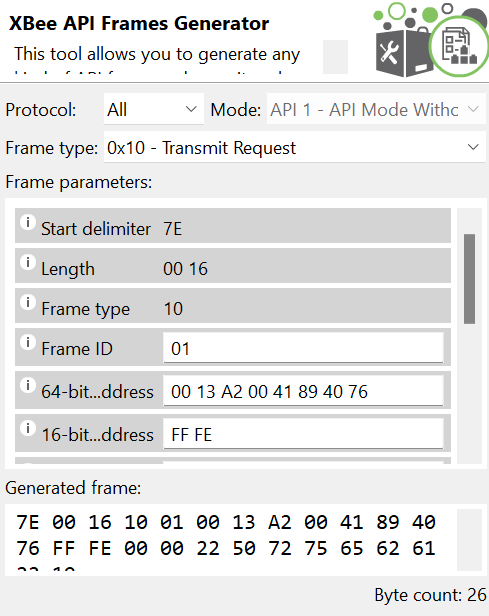 XBee API Frames Generator
This tool allows you to generate any
Protocol: All Mode: API 1 - API Mode Witho
Frame type: 0x10 - Transmit Request
Frame parameters:
i Start delimiter 7E
i Length 00 16
i Frame type 10
i Frame ID 01
i 64-bit...ddress 00 13 A2 00 41 89 40 76
i 16-bit...ddress FF FE
Generated frame:
7E 00 16 10 01 00 13 A2 00 41 89 40
76 FF FE 00 00 22 50 72 75 65 62 61
Byte count: 26